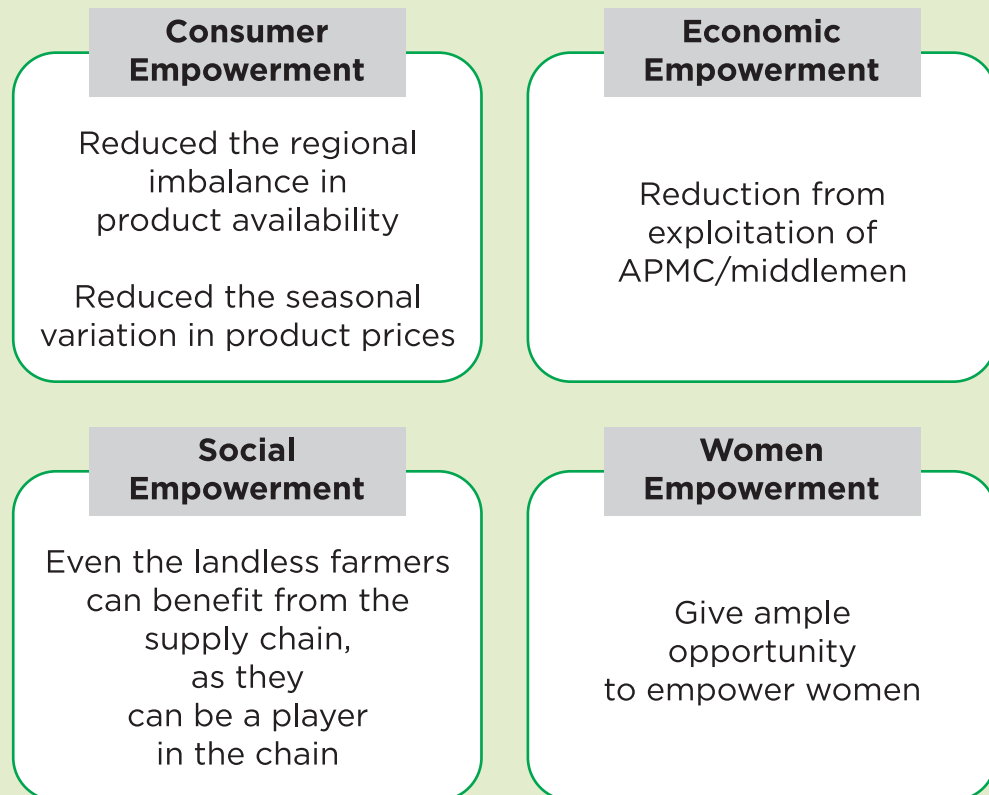 Consumer
Empowerment
Reduced the regional
imbalance in
product availability
Reduced the seasonal
variation in product prices
Economic
Empowerment
Reduction from
exploitation of
APMC/middlemen
Social
Empowerment
Even the landless farmers
can benefit from the
supply chain,
as they
can be a player
in the chain
Women
Empowerment
Give ample
opportunity
to empower women